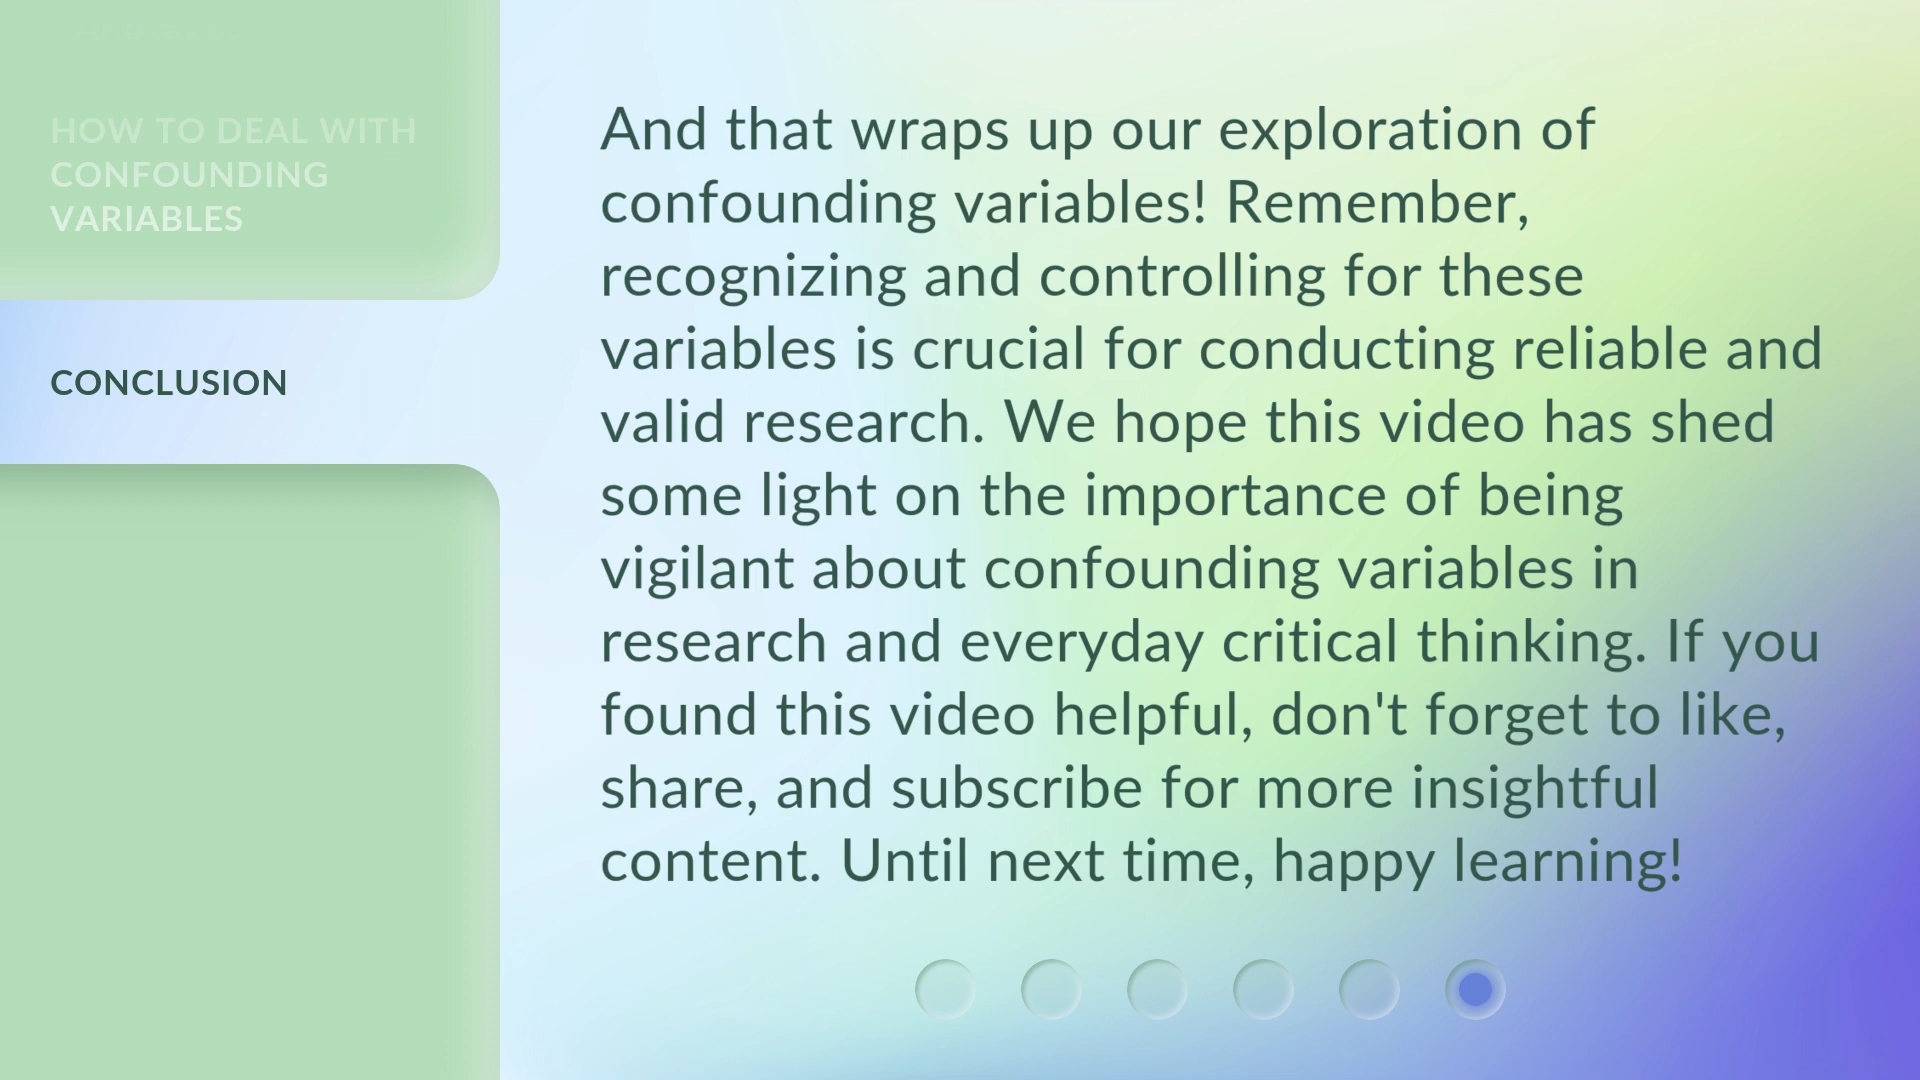 HOW TO DEAL WITH
CONFOUNDING
VARIABLES
CONCLUSION
And that wraps up our exploration of
confounding variables! Remember,
recognizing and controlling for these
variables is crucial for conducting reliable and
valid research. We hope this video has shed
some light on the importance of being
vigilant about confounding variables in
research and everyday critical thinking. If you
found this video helpful, don't forget to like,
share, and subscribe for more insightful
content. Until next time, happy learning!